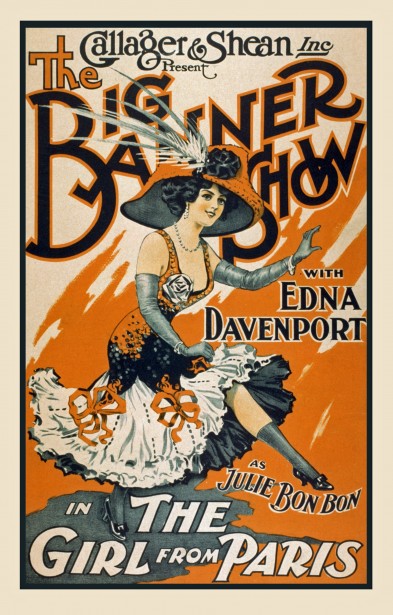 Gallager & Shean Inc
Present
The
BIG
BANNER
SHOW
WITH
EDNA
DAVENPORT
AS
JULIE BON BON
IN THE
GIRL FROM PARIS